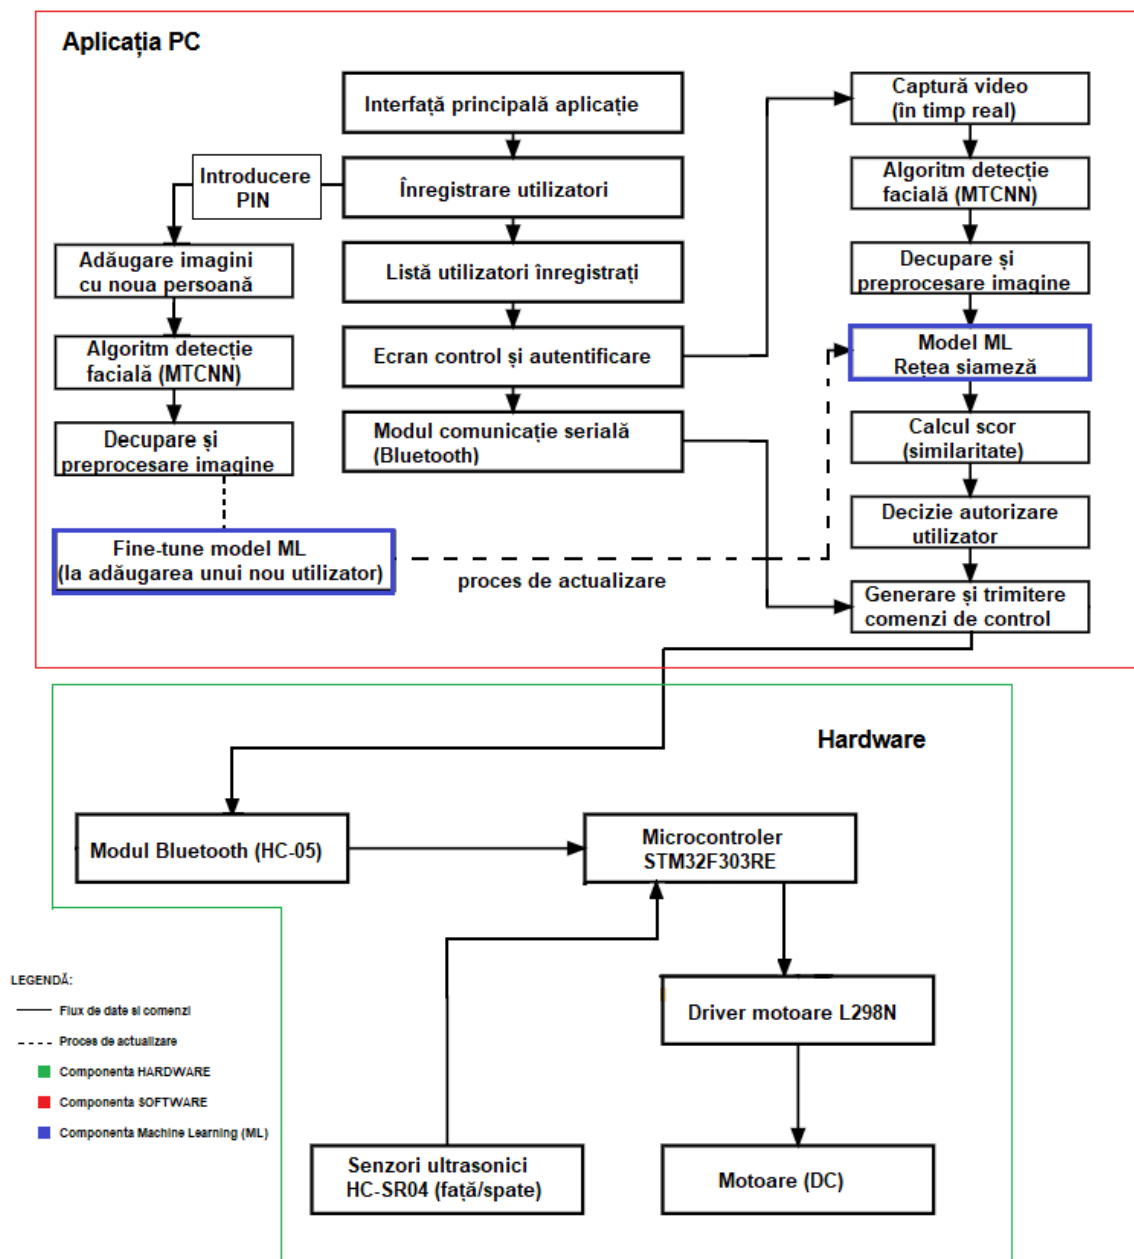 Aplicația PC
Interfață principală aplicație
Înregistrare utilizatori
Listă utilizatori înregistrați
Ecran control și autentificare
Modul comunicație serială
(Bluetooth)
Introducere
PIN
Adăugare imagini
cu noua persoană
Algoritm detecție
facială (MTCNN)
Decupare și
preprocesare imagine
Fine-tune model ML
(la adăugarea unui nou utilizator)
proces de actualizare
Captură video
(în timp real)
Algoritm detecție
facială (MTCNN)
Decupare și
preprocesare imagine
Model ML
Rețea siameză
Calcul scor
(similaritate)
Decizie autorizare
utilizator
Generare și trimitere
comenzi de control
Hardware
Modul Bluetooth (HC-05)
Microcontroler
STM32F303RE
Driver motoare L298N
Senzori ultrasonici
HC-SR04 (față/spate)
Motoare (DC)
LEGENDĂ:
Flux de date si comenzi
Proces de actualizare
Componenta HARDWARE
Componenta SOFTWARE
Componenta Machine Learning (ML)